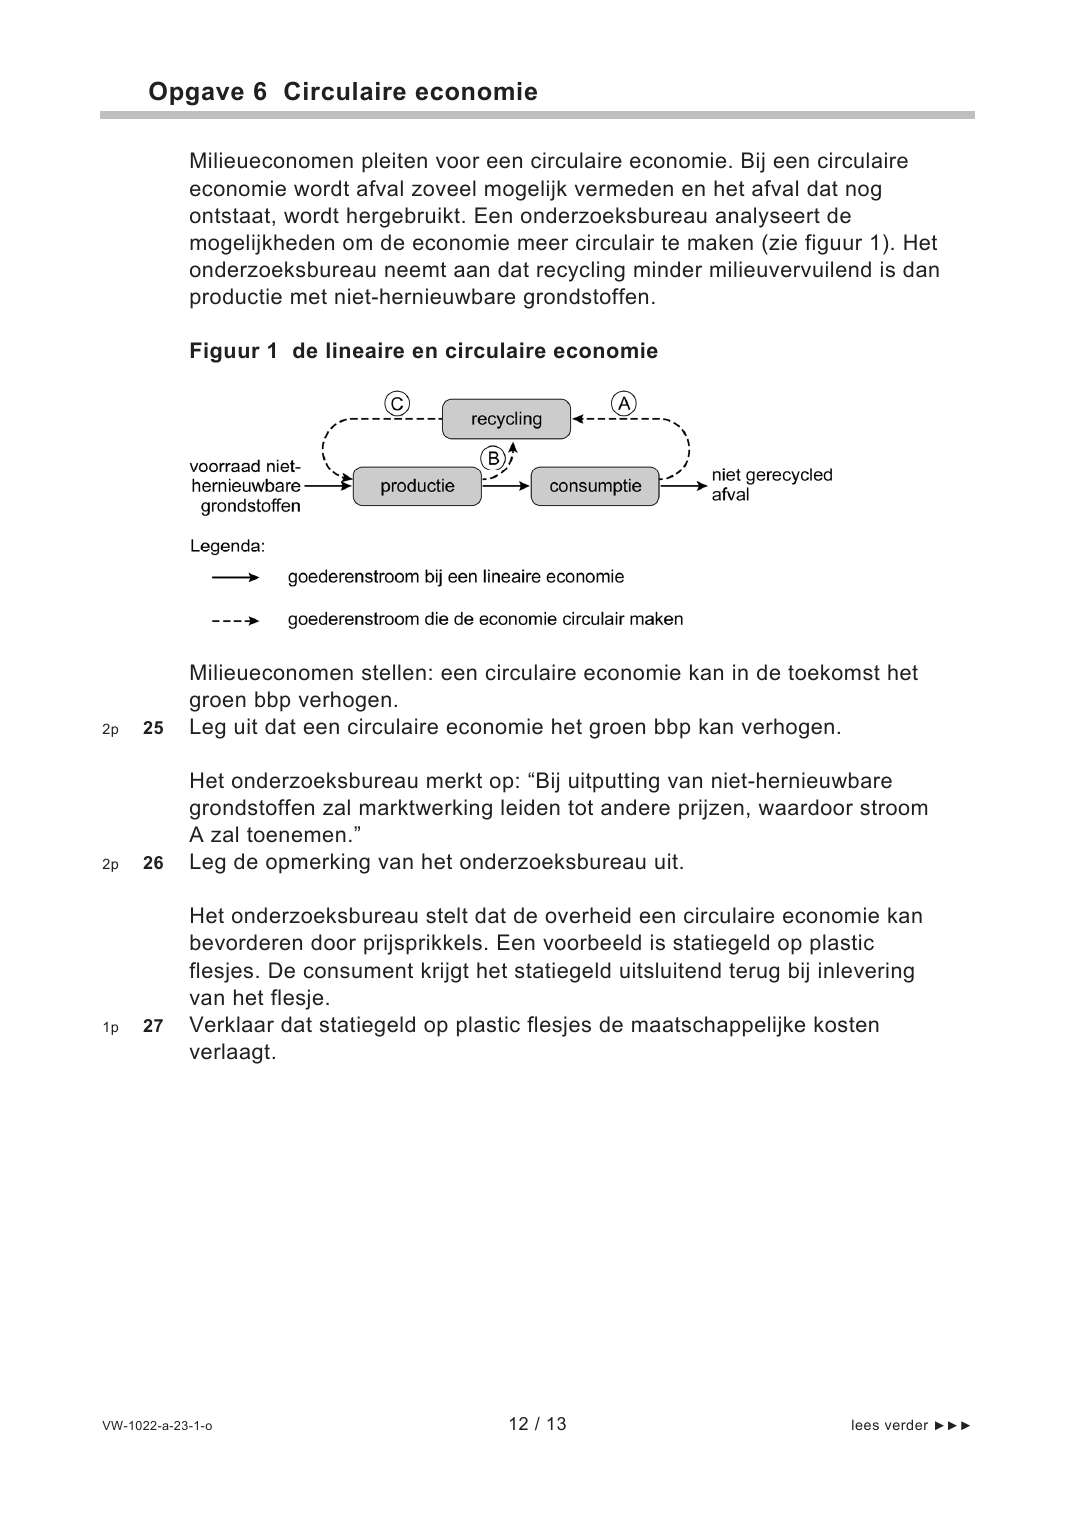 Opgave 6 Circulaire economie
Milieueconomen pleiten voor een circulaire economie. Bij een circulaire
economie wordt afval zoveel mogelijk vermeden en het afval dat nog
ontstaat, wordt hergebruikt. Een onderzoeksbureau analyseert de
mogelijkheden om de economie meer circulair te maken (zie figuur 1). Het
onderzoeksbureau neemt aan dat recycling minder milieuvervuilend is dan
productie met niet-hernieuwbare grondstoffen.
Figuur 1 de lineaire en circulaire economie
C
recycling
A
B
voorraad niet-
hernieuwbare
grondstoffen
productie
consumptie
niet gerecycled
afval
Legenda:
goederenstroom bij een lineaire economie
goederenstroom die de economie circulair maken
Milieueconomen stellen: een circulaire economie kan in de toekomst het
groen bbp verhogen.
2p 25 Leg uit dat een circulaire economie het groen bbp kan verhogen.
Het onderzoeksbureau merkt op: “Bij uitputting van niet-hernieuwbare
grondstoffen zal marktwerking leiden tot andere prijzen, waardoor stroom
A zal toenemen.”
2p 26 Leg de opmerking van het onderzoeksbureau uit.
Het onderzoeksbureau stelt dat de overheid een circulaire economie kan
bevorderen door prijsprikkels. Een voorbeeld is statiegeld op plastic
flesjes. De consument krijgt het statiegeld uitsluitend terug bij inlevering
van het flesje.
1p 27 Verklaar dat statiegeld op plastic flesjes de maatschappelijke kosten
verlaagt.
VW-1022-a-23-1-o 12 / 13 lees verder ►►►